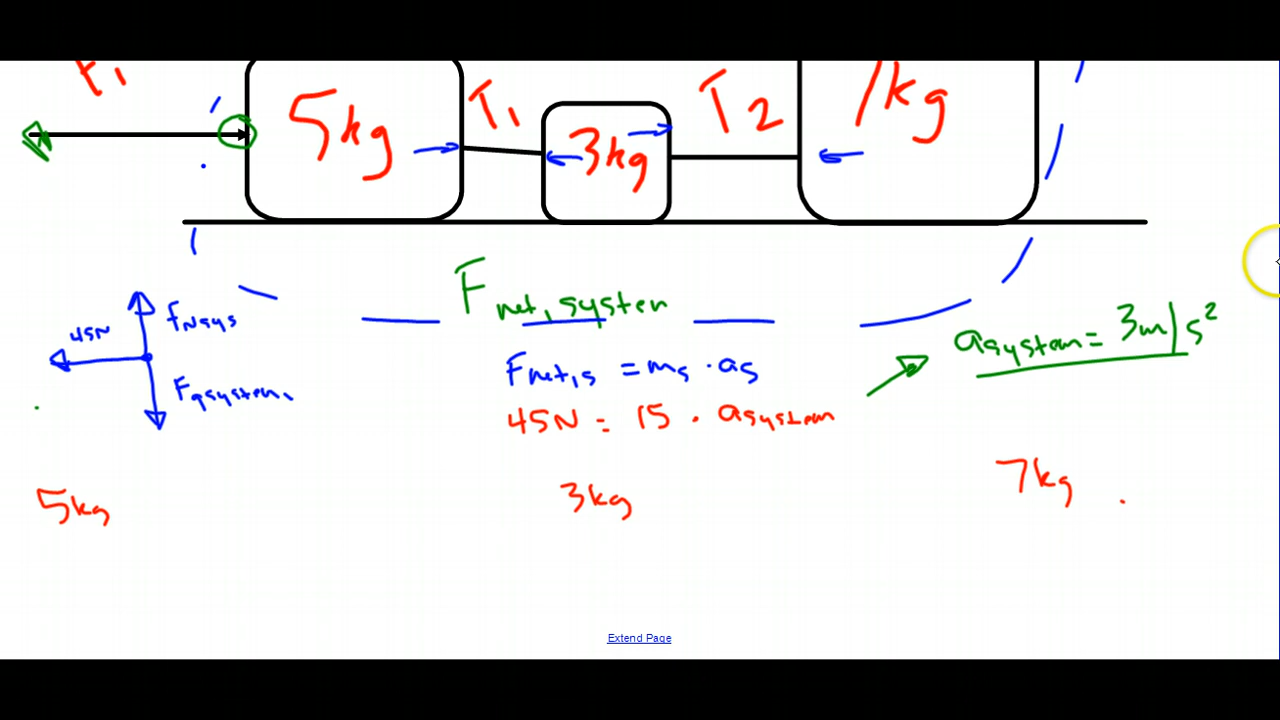 5kg T1 3kg T2 7kg
Fnet,system
45N
FNsys
Fgsystem
asystem = 3m/s²
Fnet,s = ms · as
45N = 15 · asystem
5kg 3kg 7kg
Extend Page